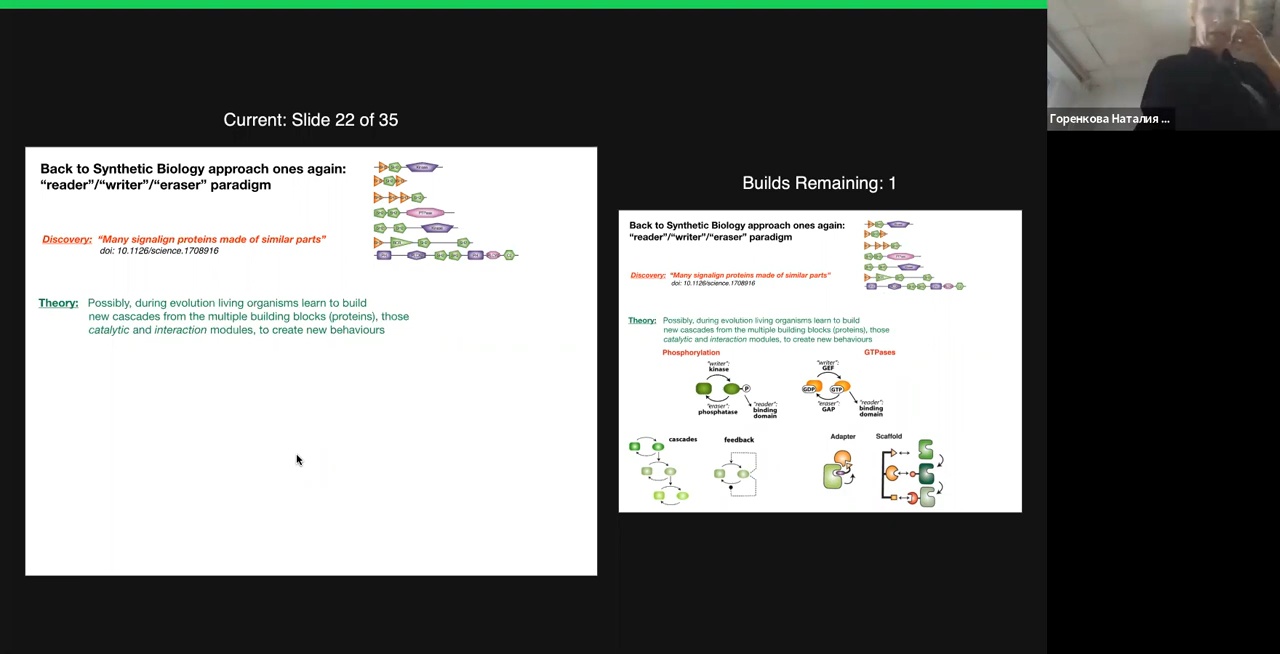 Current: Slide 22 of 35
Back to Synthetic Biology approach ones again:
“reader”/“writer”/“eraser” paradigm
Discovery: “Many signalign proteins made of similar parts”
doi: 10.1126/science.1708916
Theory: Possibly, during evolution living organisms learn to build
new cascades from the multiple building blocks (proteins), those
catalytic and interaction modules, to create new behaviours
Builds Remaining: 1
Back to Synthetic Biology approach ones again:
“reader”/“writer”/“eraser” paradigm
Discovery: “Many signalign proteins made of similar parts”
doi: 10.1126/science.1708916
Theory: Possibly, during evolution living organisms learn to build
new cascades from the multiple building blocks (proteins), those
catalytic and interaction modules, to create new behaviours
Phosphorylation
"writer":
kinase
P
"eraser":
phosphatase
"reader":
binding
domain
GTPases
"writer":
GEF
GDP
GTP
"eraser":
GAP
"reader":
binding
domain
cascades
feedback
Adapter
Scaffold
Горенкова Наталия ...